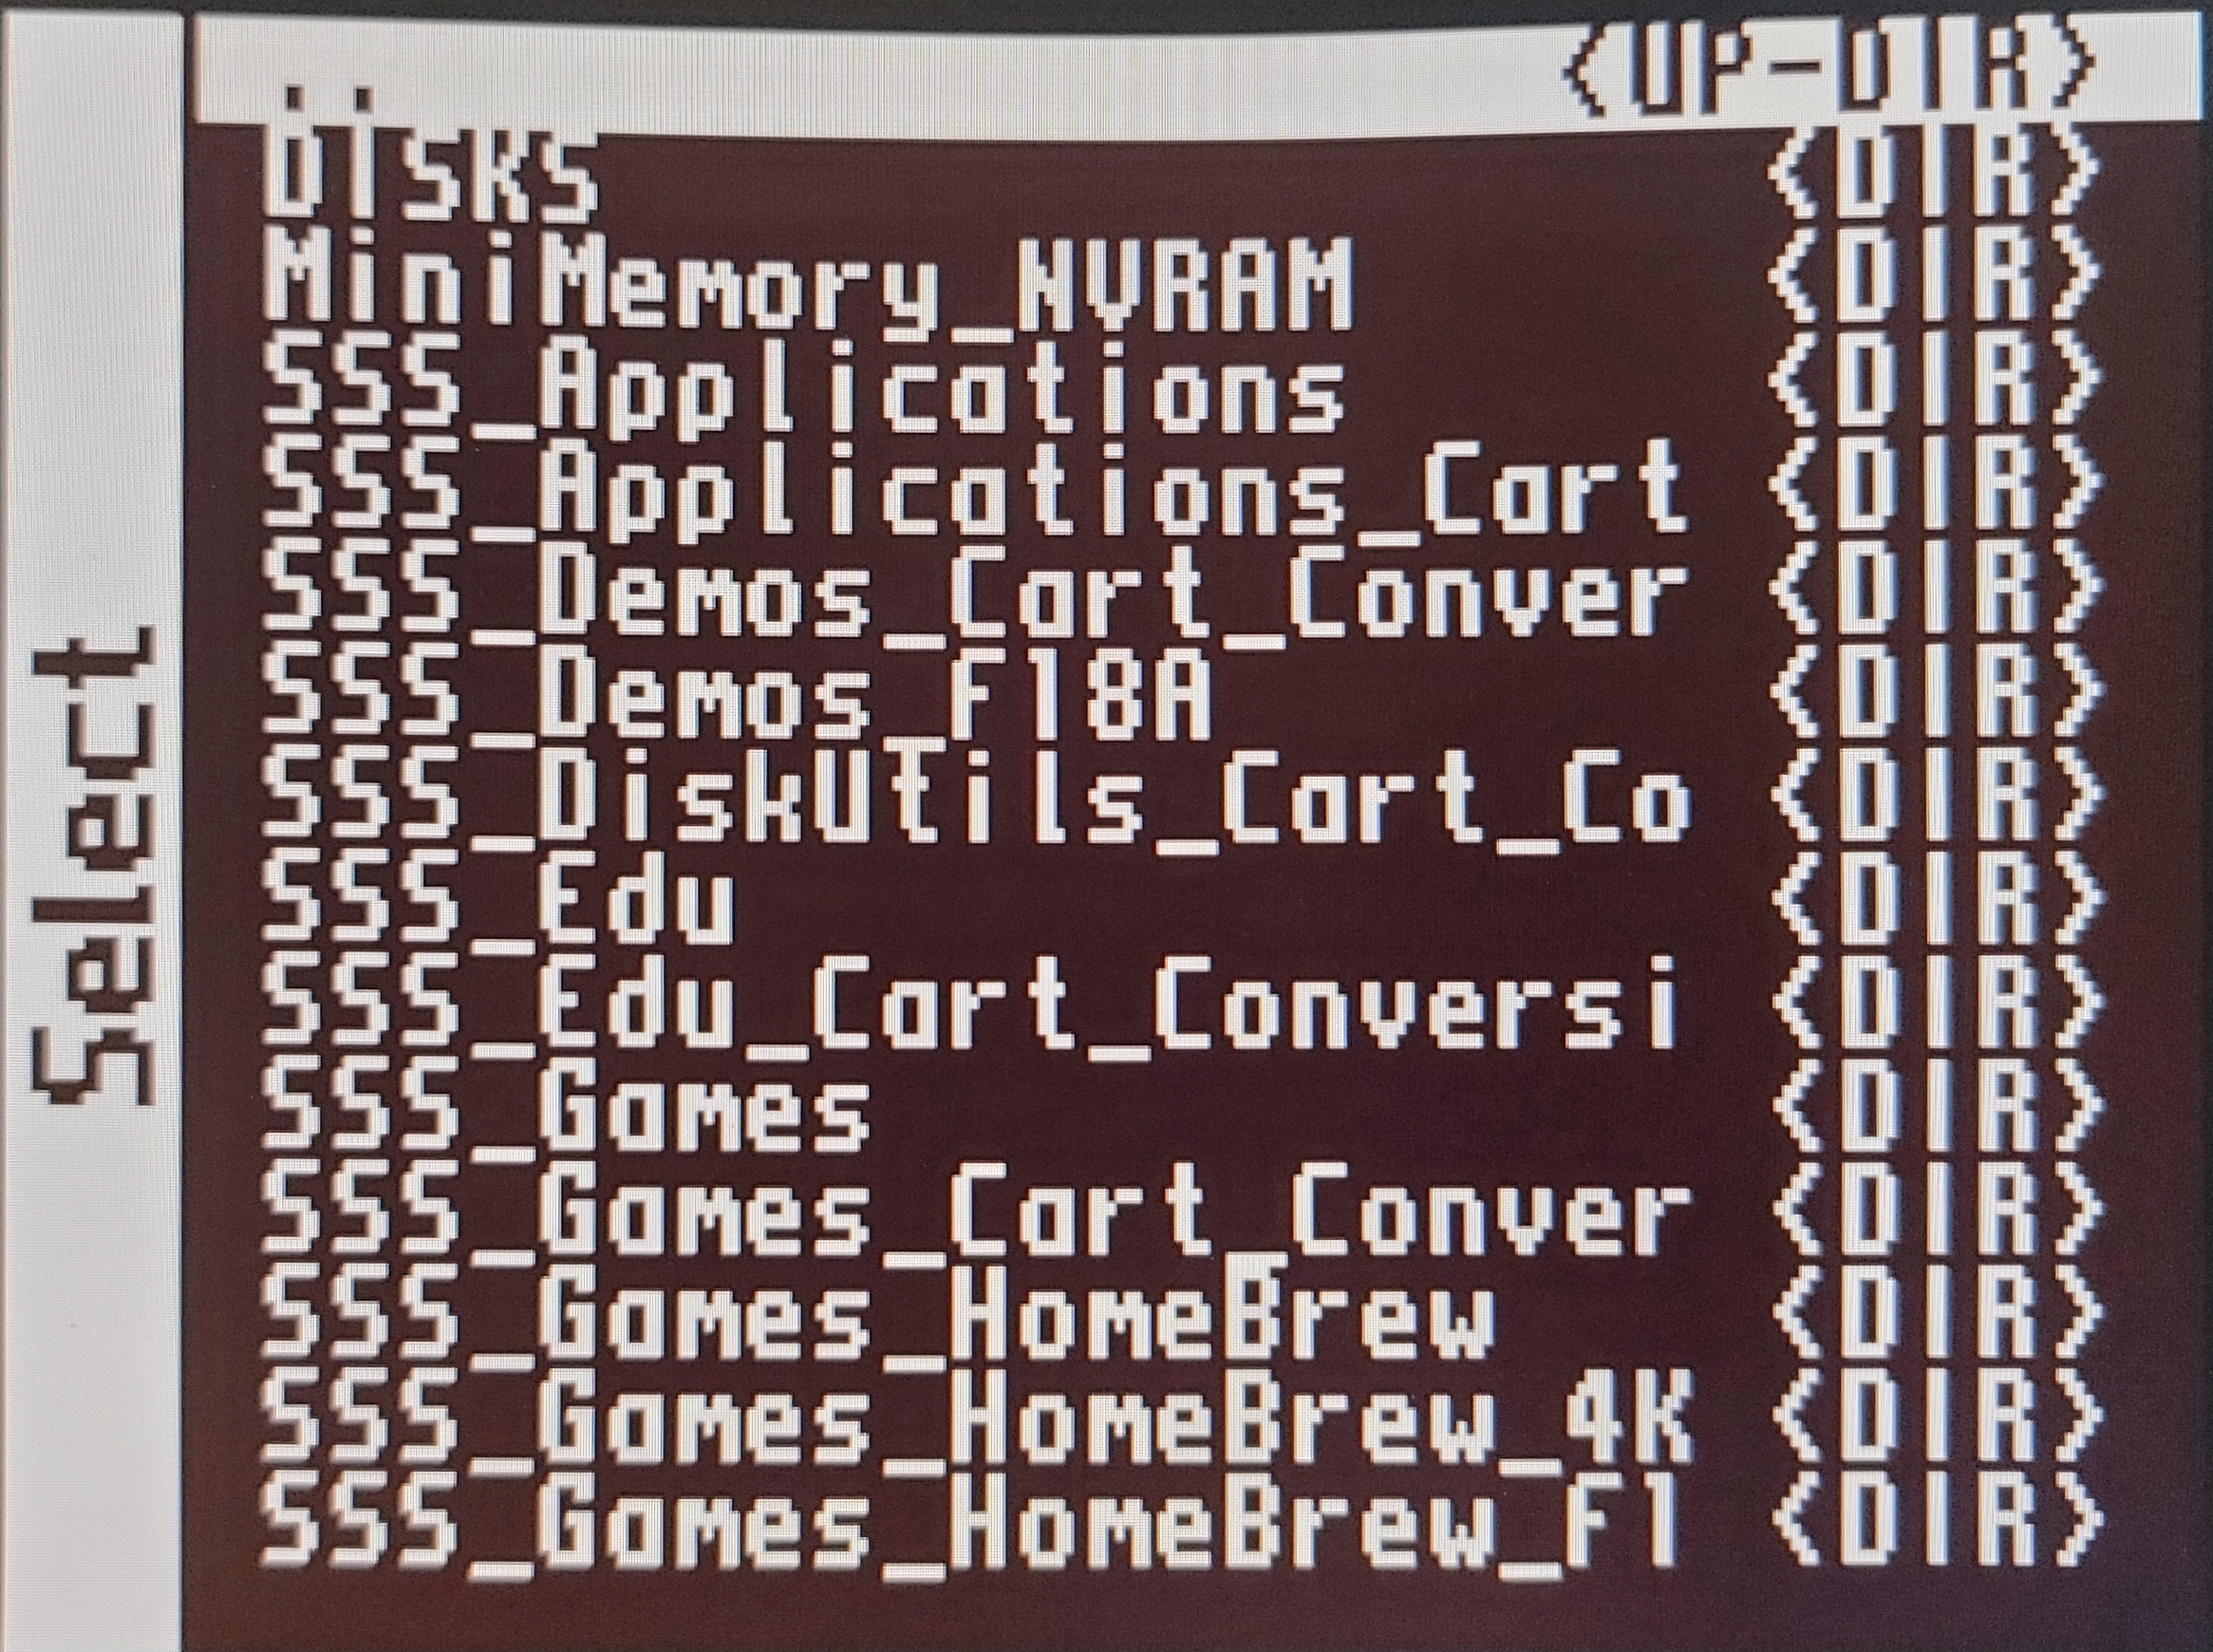 Select
.. <UP-DIR>
Disks <DIR>
MiniMemory_NVRAM <DIR>
SSS_Applications <DIR>
SSS_Applications_Cart <DIR>
SSS_Demos_Cart_Conver <DIR>
SSS_Demos_F18A <DIR>
SSS_DiskUTils_Cart_Co <DIR>
SSS_Edu <DIR>
SSS_Edu_Cart_Conversi <DIR>
SSS_Games <DIR>
SSS_Games_Cart_Conver <DIR>
SSS_Games_HomeBrew <DIR>
SSS_Games_HomeBrew_4K <DIR>
SSS_Games_HomeBrew_F1 <DIR>